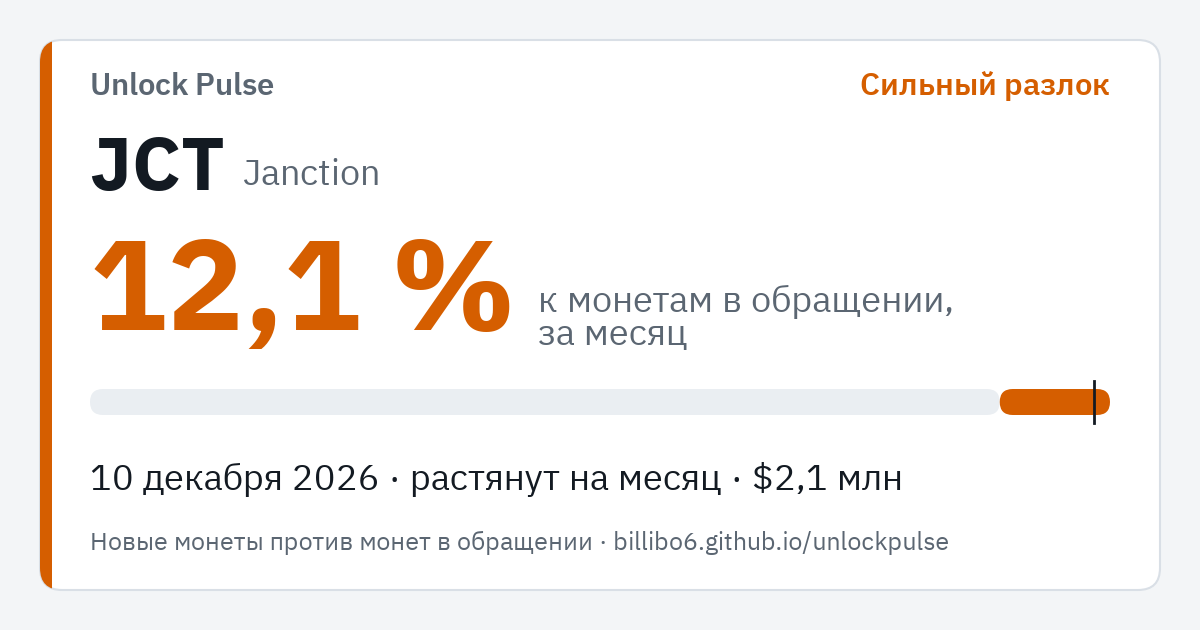 Unlock Pulse
Сильный разлок
JCT Janction
12,1 %
к монетам в обращении,
за месяц
10 декабря 2026 · растянут на месяц · $2,1 млн
Новые монеты против монет в обращении · billibo6.github.io/unlockpulse